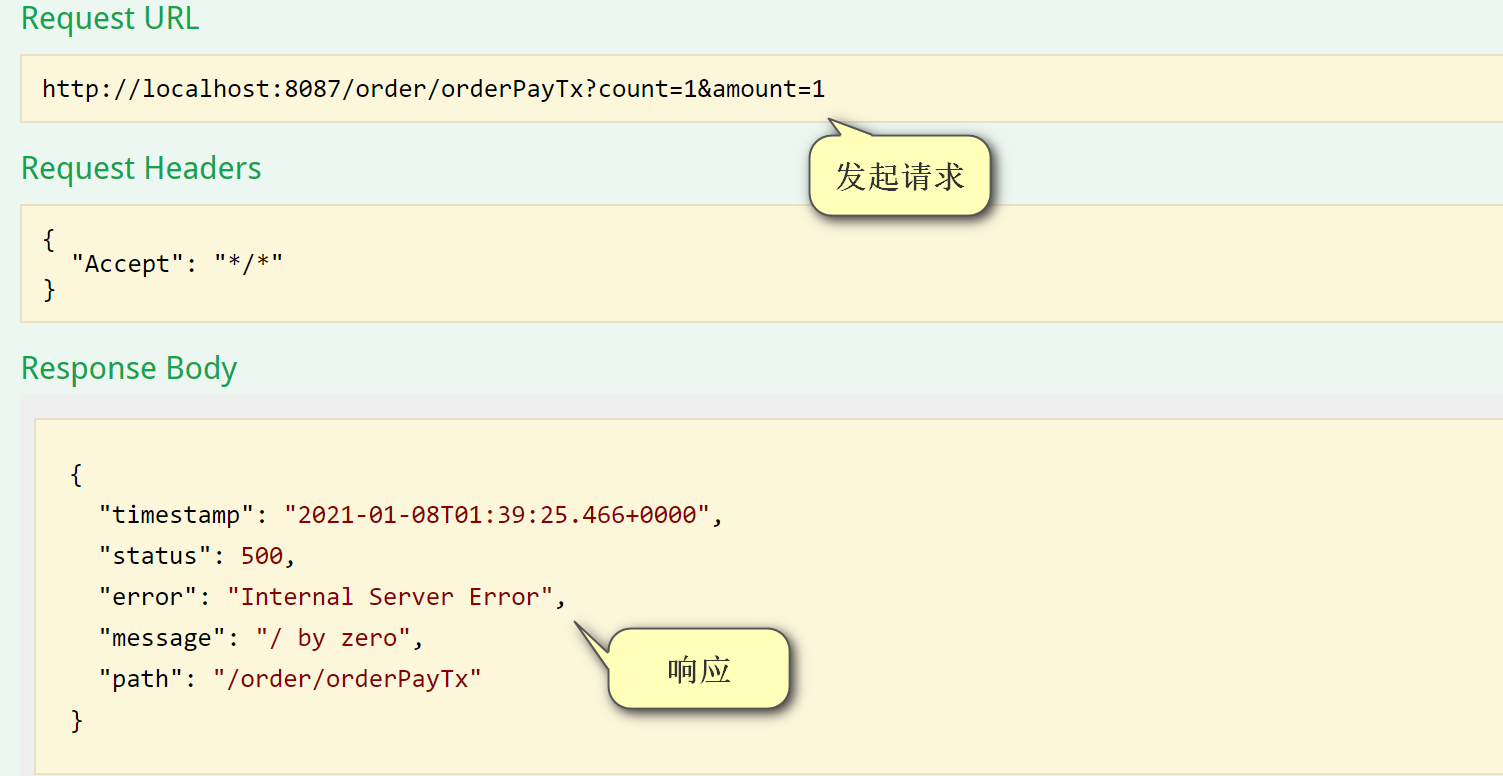 Request URL
http://localhost:8087/order/orderPayTx?count=1&amount=1
发起请求
Request Headers
{
  "Accept": "*/*"
}
Response Body
{
  "timestamp": "2021-01-08T01:39:25.466+0000",
  "status": 500,
  "error": "Internal Server Error",
  "message": "/ by zero",
  "path": "/order/orderPayTx"
}
响应